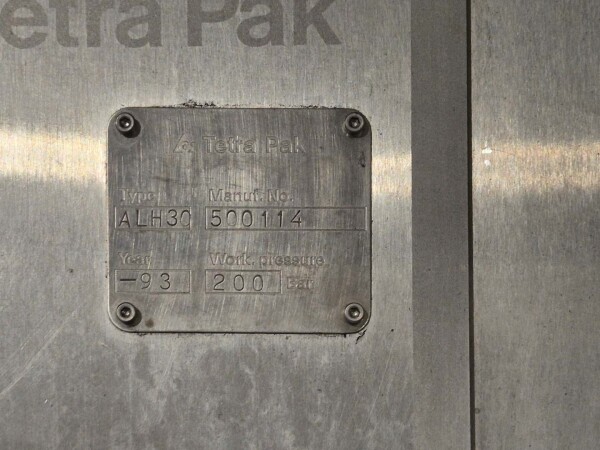 etra Pak
Tetra Pak
Type Manuf. No.
ALH30 500114
Year Work. pressure
-93 200 Bar